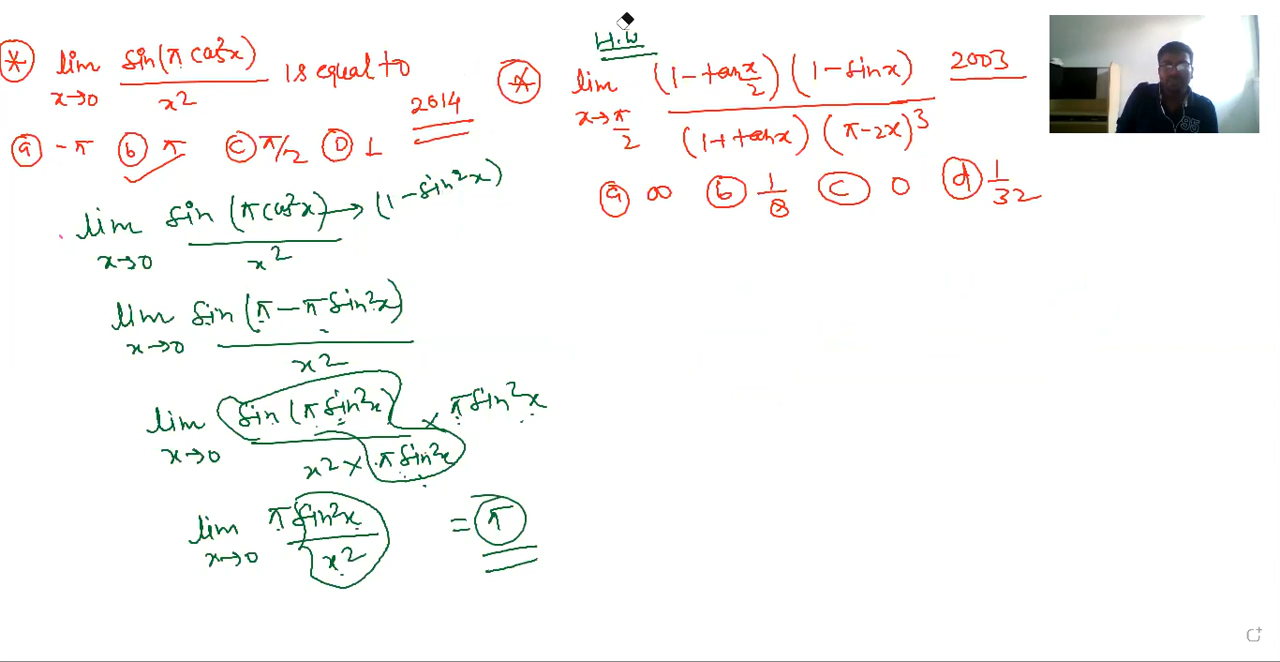 * lim x→0 sin(π cos²x) / x² is equal to
2014
a -π b π c π/2 D 1
lim x→0 sin (π cos²x) / x² → (1 - sin²x)
lim x→0 sin (π - π sin²x) / x²
lim x→0 sin (π sin²x) / x² × π sin²x / π sin²x
lim x→0 π sin²x / x² = π
H.W
* lim x→π/2 (1 - tan x/2) (1 - sin x) / (1 + tan x) (π - 2x)³ 2003
a ∞ b 1/8 c 0 d 1/32